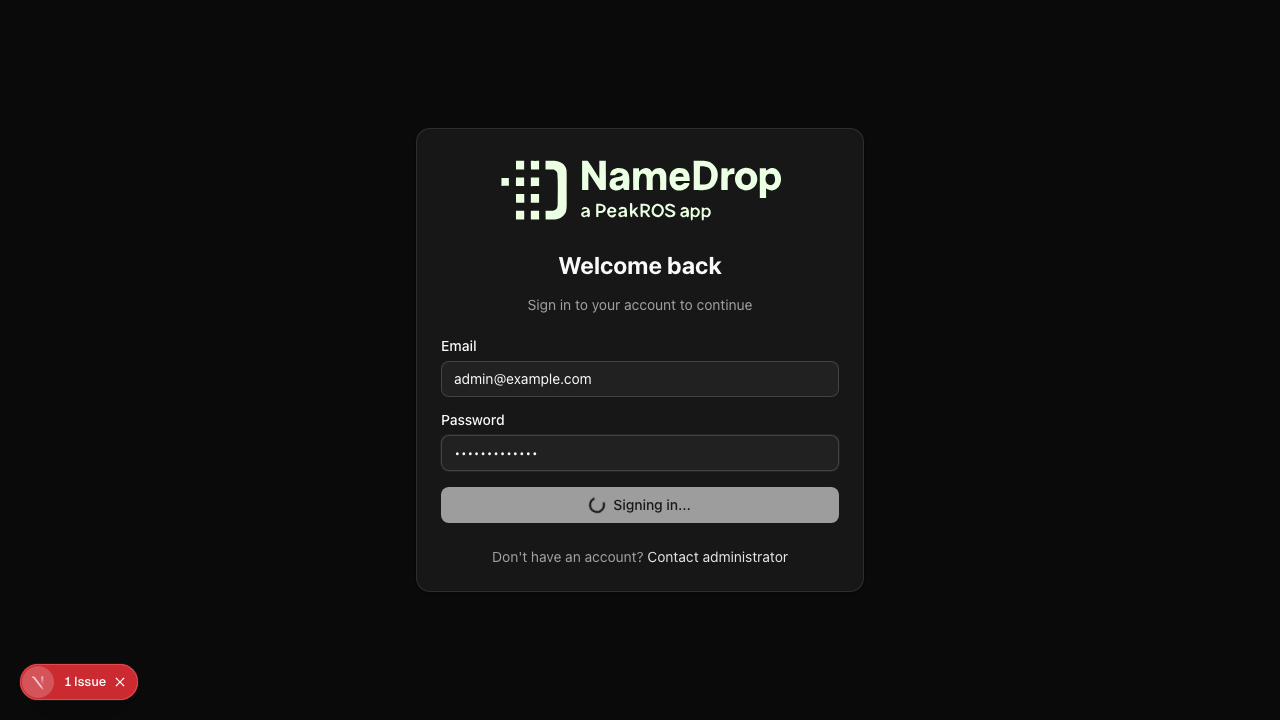 NameDrop
a PeakROS app
Welcome back
Sign in to your account to continue
Email
admin@example.com
Password
•••••••••••••
Signing in...
Don't have an account? Contact administrator
1 Issue